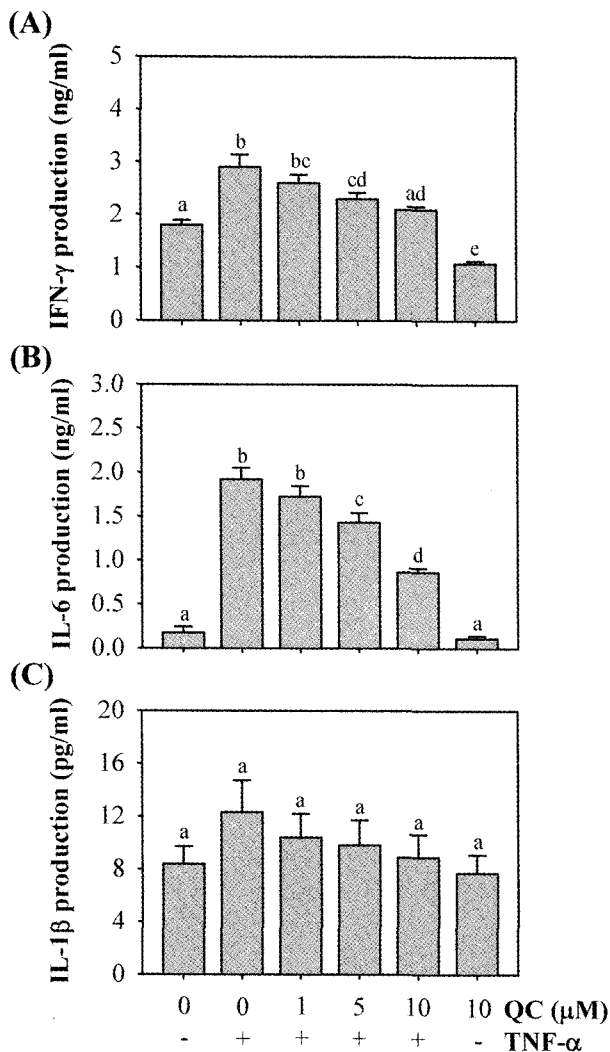 (A)
IFN-γ production (ng/ml)
5
4
3
2
1
0
a
b
bc
cd
ad
e
(B)
IL-6 production (ng/ml)
3.0
2.5
2.0
1.5
1.0
0.5
0.0
a
b
b
c
d
a
(C)
IL-1β production (pg/ml)
20
16
12
8
4
0
a
a
a
a
a
a
0 0 1 5 10 10 QC (μM)
- + + + + - TNF-α